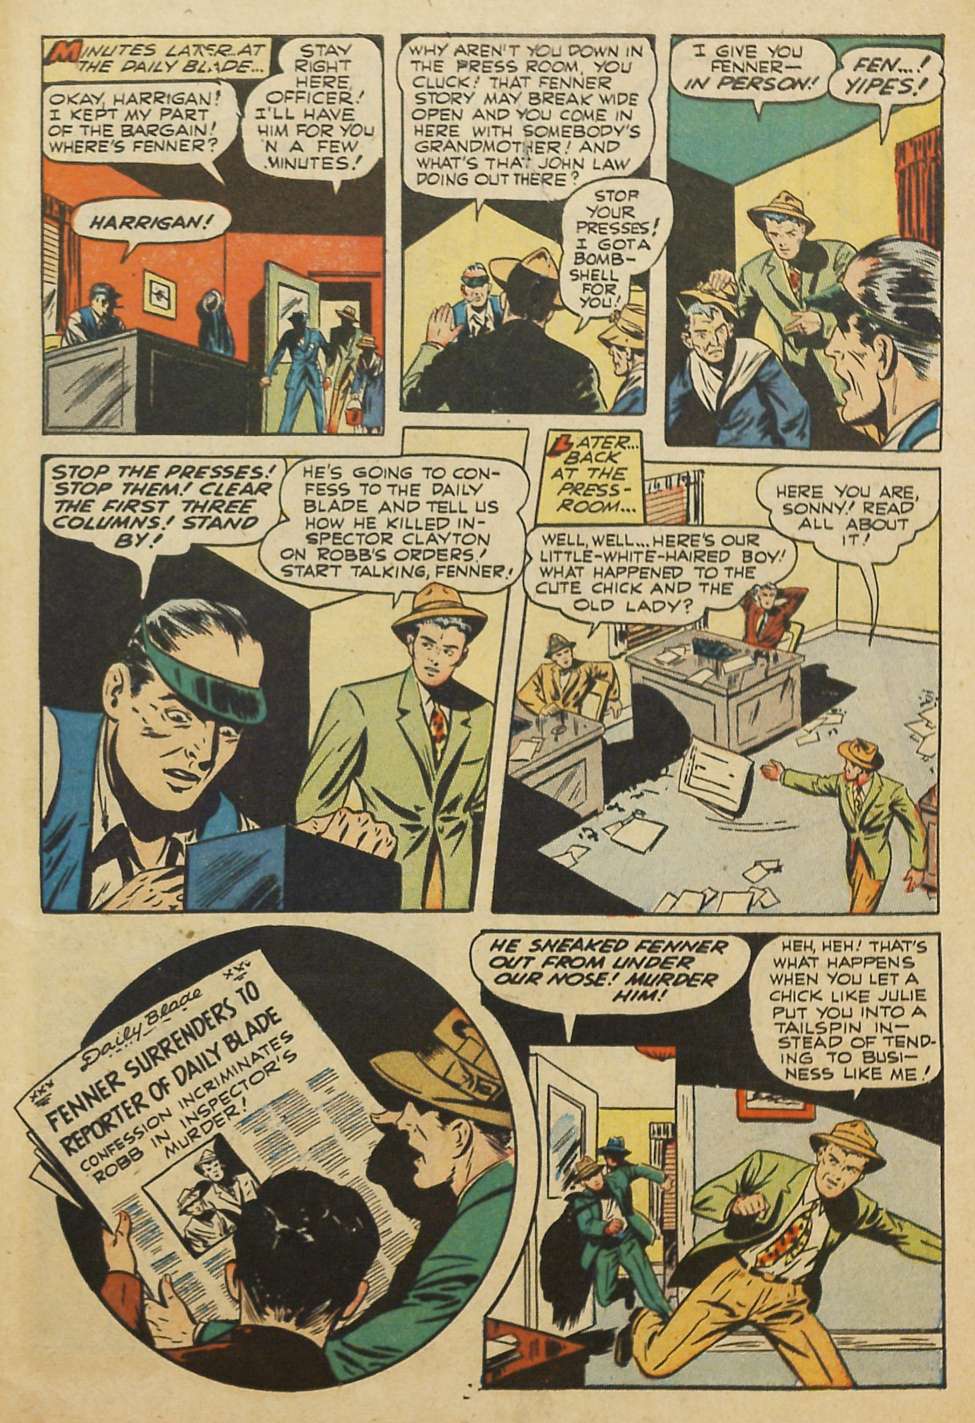 MINUTES LATER..AT
THE DAILY BLADE...
OKAY, HARRIGAN!
I KEPT MY PART
OF THE BARGAIN!
WHERE'S FENNER?
STAY
RIGHT
HERE,
OFFICER!
I'LL HAVE
HIM FOR YOU
'N A FEW
MINUTES!
HARRIGAN!
WHY AREN'T YOU DOWN IN
THE PRESS ROOM, YOU
CLUCK! THAT FENNER
STORY MAY BREAK WIDE
OPEN AND YOU COME IN
HERE WITH SOMEBODY'S
GRANDMOTHER! AND
WHAT'S THAT JOHN LAW
DOING OUT THERE?
STOP
YOUR
PRESSES!
I GOTA
BOMB-
SHELL FOR
YOU!
I GIVE YOU
FENNER—
IN PERSON!
FEN...!
YIPES!
STOP THE PRESSES!
STOP THEM! CLEAR
THE FIRST THREE
COLUMNS! STAND
BY!
HE'S GOING TO CON-
FESS TO THE DAILY
BLADE AND TELL US
HOW HE KILLED IN-
SPECTOR CLAYTON
ON ROBB'S ORDERS!
START TALKING, FENNER!
LATER...
BACK
AT THE
PRESS-
ROOM...
WELL, WELL... HERE'S OUR
LITTLE-WHITE-HAIRED BOY!
WHAT HAPPENED TO THE
CUTE CHICK AND THE
OLD LADY?
HERE YOU ARE,
SONNY! READ
ALL ABOUT
IT!
Daily Blade
FENNER SURRENDERS TO
REPORTER OF DAILY BLADE
CONFESSION INCRIMINATES
ROBB IN INSPECTOR'S
MURDER!
HE SNEAKED FENNER
OUT FROM UNDER
OUR NOSE! MURDER
HIM!
HEH, HEH! THAT'S
WHAT HAPPENS
WHEN YOU LET A
CHICK LIKE JULIE
PUT YOU INTO A
TAILSPIN IN-
STEAD OF TEND-
ING TO BUSI-
NESS LIKE ME!